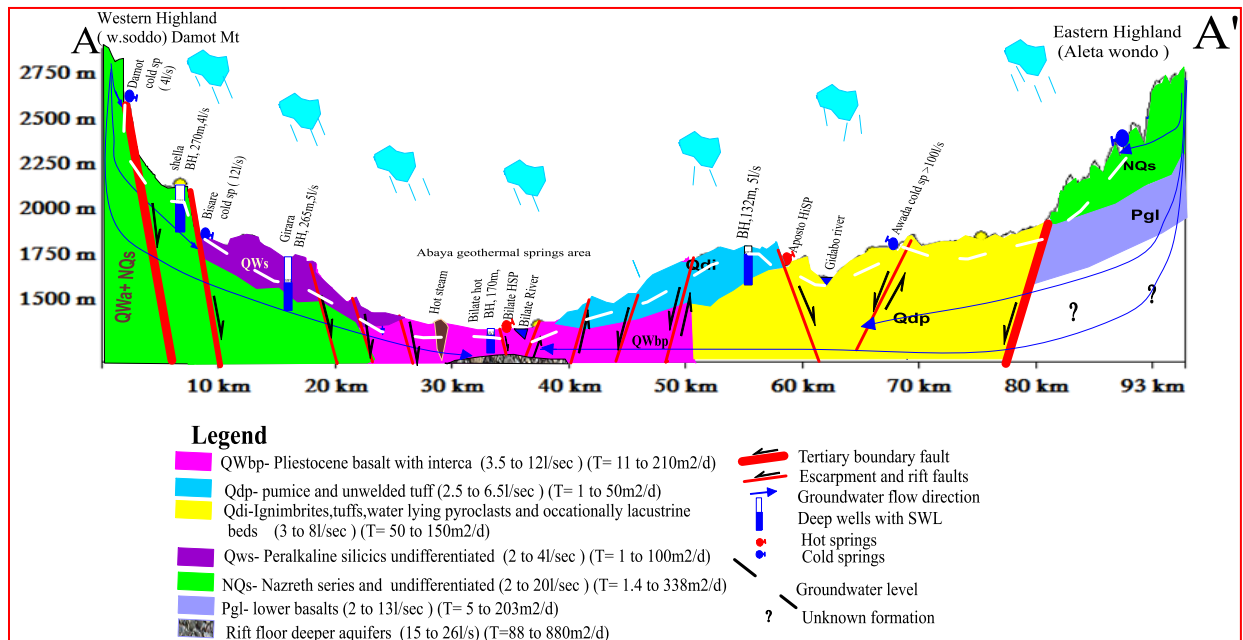 Western Highland
( w.soddo) Damot Mt
A
Eastern Highland
(Aleta wondo )
A'
2750 m
2500 m
2250 m
2000 m
1750 m
1500 m
Damot
cold sp
( 4l/s)
shella
BH, 270m,4l/s
Bisare
cold sp ( 12l/s)
Girara
BH, 265m,5l/s
Abaya geothermal springs area
Hot steam
Bilate hot
BH, 170m,
Bilate HSP
Bilate River
BH,132m, 5l/s
Aposto HiSP
Gidabo river
Awada cold sp >100l/s
QWa+ NQs
QWs
QWbp
Qdi
Qdp
NQs
Pgl
?
?
10 km
20 km
30 km
40 km
50 km
60 km
70 km
80 km
93 km
Legend
QWbp- Pliestocene basalt with interca (3.5 to 12l/sec ) (T= 11 to 210m2/d)
Qdp- pumice and unwelded tuff (2.5 to 6.5l/sec ) (T= 1 to 50m2/d)
Qdi-Ignimbrites,tuffs,water lying pyroclasts and occationally lacustrine
beds (3 to 8l/sec ) (T= 50 to 150m2/d)
Qws- Peralkaline silicics undifferentiated (2 to 4l/sec ) (T= 1 to 100m2/d)
NQs- Nazreth series and undifferentiated (2 to 20l/sec ) (T= 1.4 to 338m2/d)
Pgl- lower basalts (2 to 13l/sec ) (T= 5 to 203m2/d)
Rift floor deeper aquifers (15 to 26l/s) (T=88 to 880m2/d)
Tertiary boundary fault
Escarpment and rift faults
Groundwater flow direction
Deep wells with SWL
Hot springs
Cold springs
Groundwater level
? Unknown formation